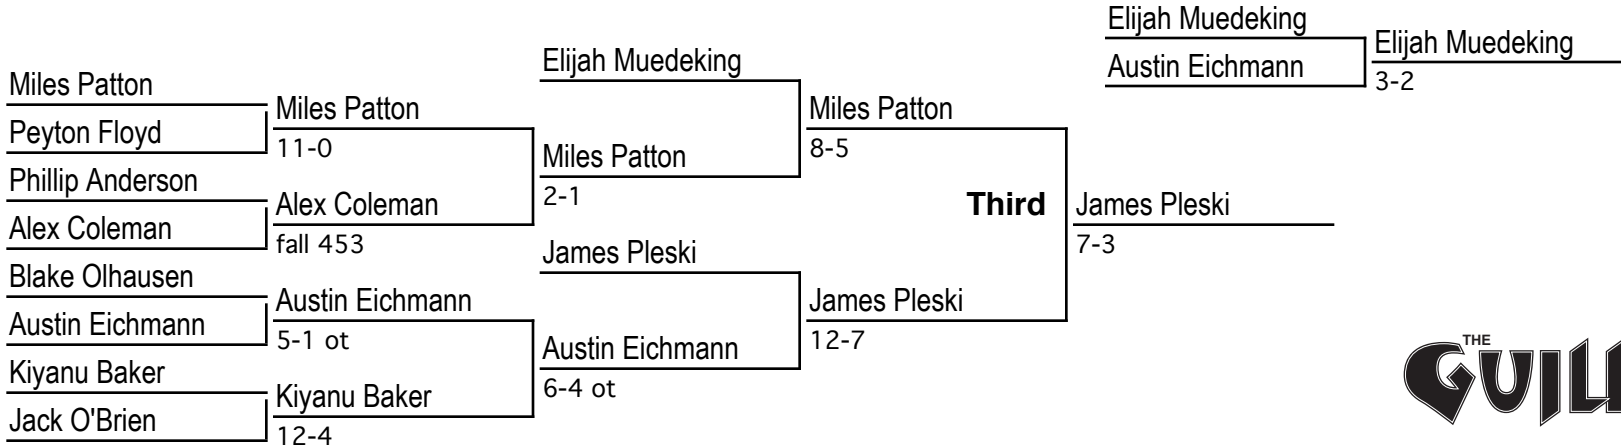 Elijah Muedeking
Austin Eichmann
Elijah Muedeking
3-2
Miles Patton
Peyton Floyd
Phillip Anderson
Alex Coleman
Blake Olhausen
Austin Eichmann
Kiyanu Baker
Jack O'Brien
Miles Patton
11-0
Alex Coleman
fall 453
Austin Eichmann
5-1 ot
Kiyanu Baker
12-4
Elijah Muedeking
Miles Patton
2-1
James Pleski
Austin Eichmann
6-4 ot
Miles Patton
8-5
James Pleski
12-7
Third
James Pleski
7-3
THE